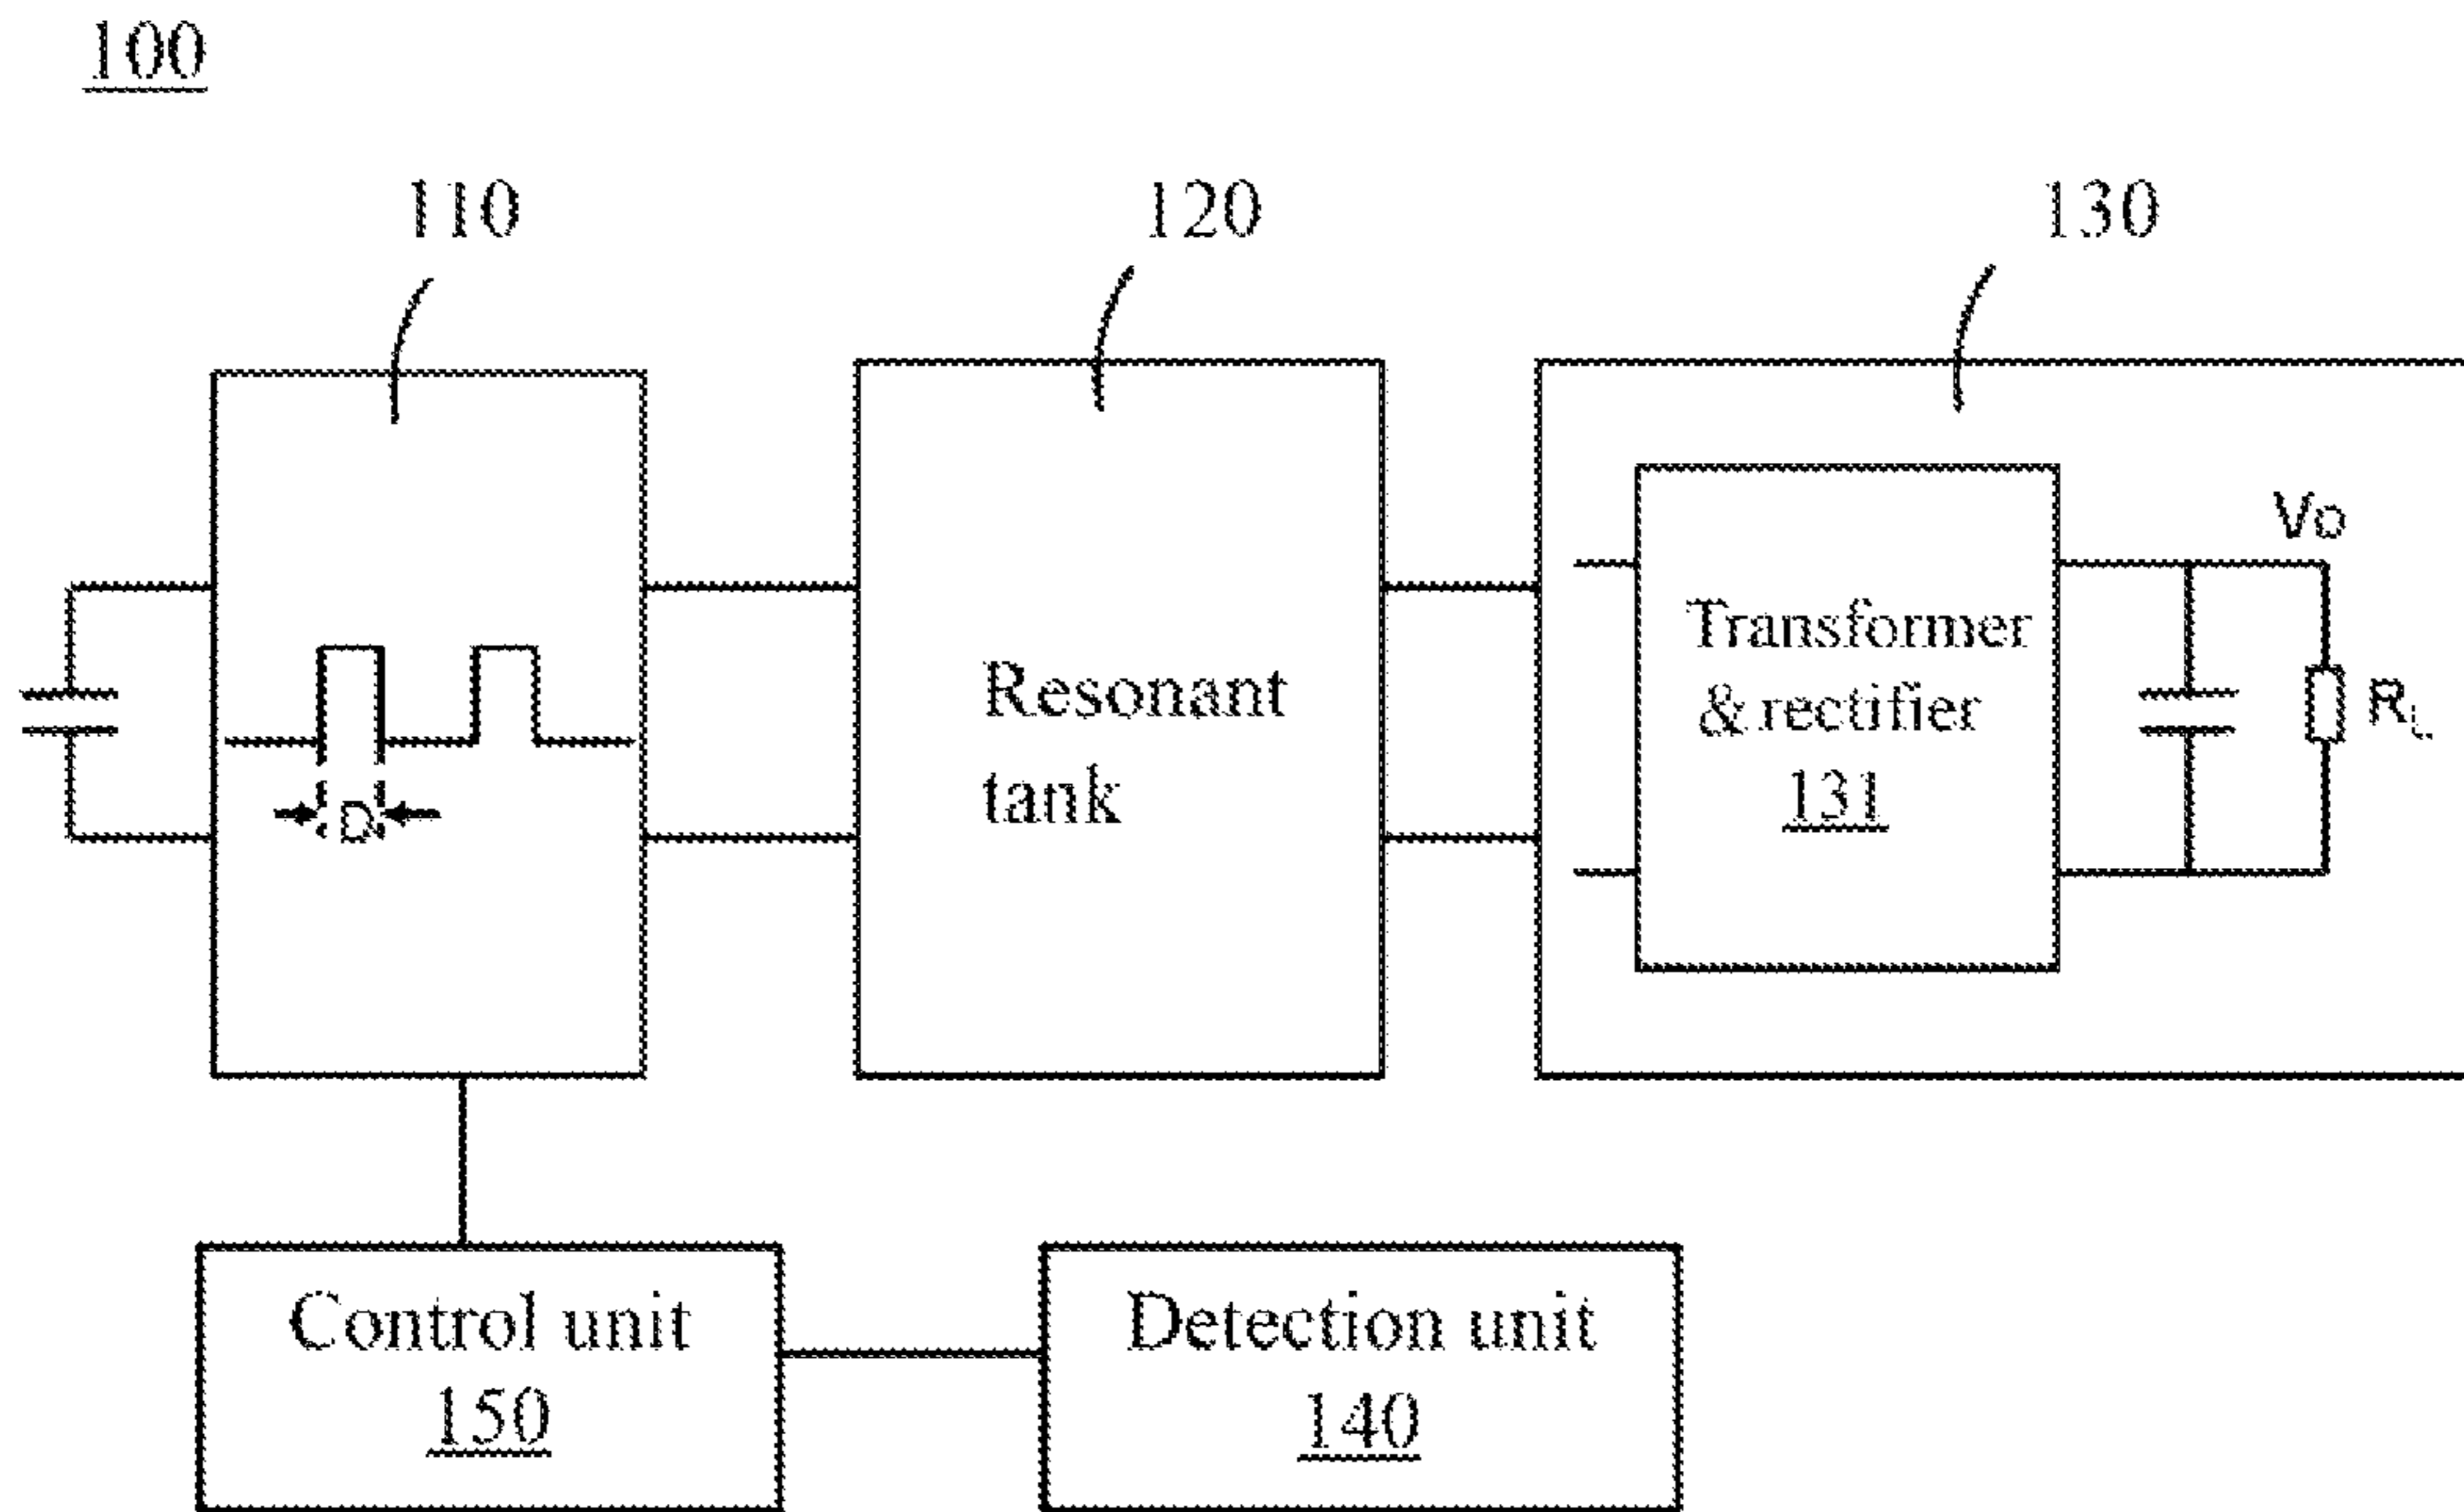 100
110
120
130
Vo
Transformer
& rectifier
131
RL
D
Resonant
tank
Control unit
150
Detection unit
140